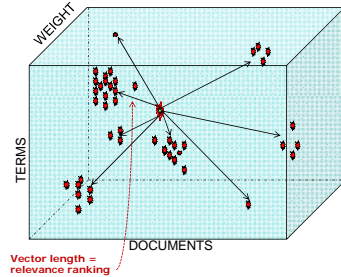 WEIGHT
TERMS
DOCUMENTS
Vector length =
relevance ranking